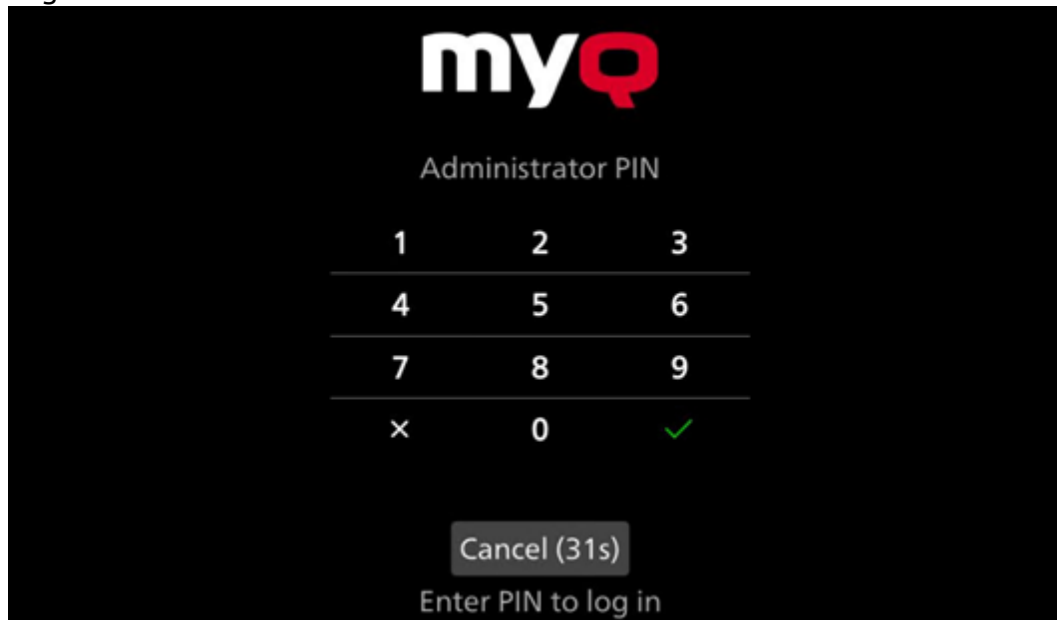 myQ
Administrator PIN
1 2 3
4 5 6
7 8 9
× 0 ✓
Cancel (31s)
Enter PIN to log in